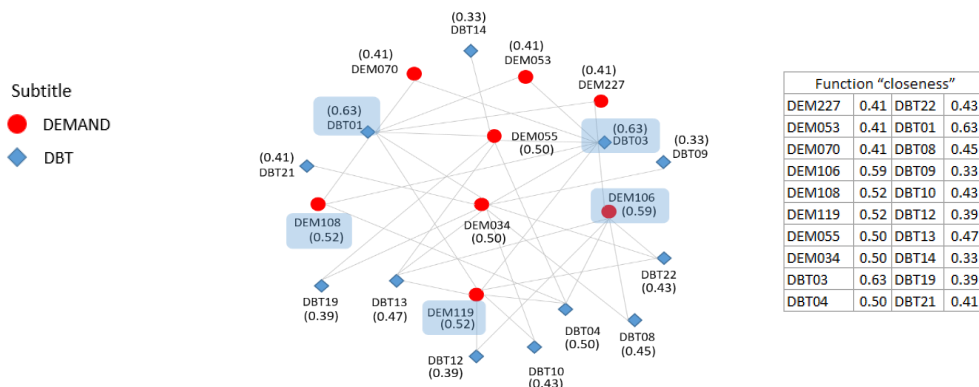 Subtitle
DEMAND
DBT
(0.33)
DBT14
(0.41)
DEM070
(0.41)
DEM053
(0.41)
DEM227
(0.63)
DBT01
DEM055
(0.50)
(0.63)
DBT03
(0.33)
DBT09
(0.41)
DBT21
DEM108
(0.52)
DEM034
(0.50)
DEM106
(0.59)
DBT22
(0.43)
DBT19
(0.39)
DBT13
(0.47)
DEM119
(0.52)
DBT04
(0.50)
DBT08
(0.45)
DBT12
(0.39)
DBT10
(0.43)
Function “closeness”
DEM227 0.41 DBT22 0.43
DEM053 0.41 DBT01 0.63
DEM070 0.41 DBT08 0.45
DEM106 0.59 DBT09 0.33
DEM108 0.52 DBT10 0.43
DEM119 0.52 DBT12 0.39
DEM055 0.50 DBT13 0.47
DEM034 0.50 DBT14 0.33
DBT03 0.63 DBT19 0.39
DBT04 0.50 DBT21 0.41